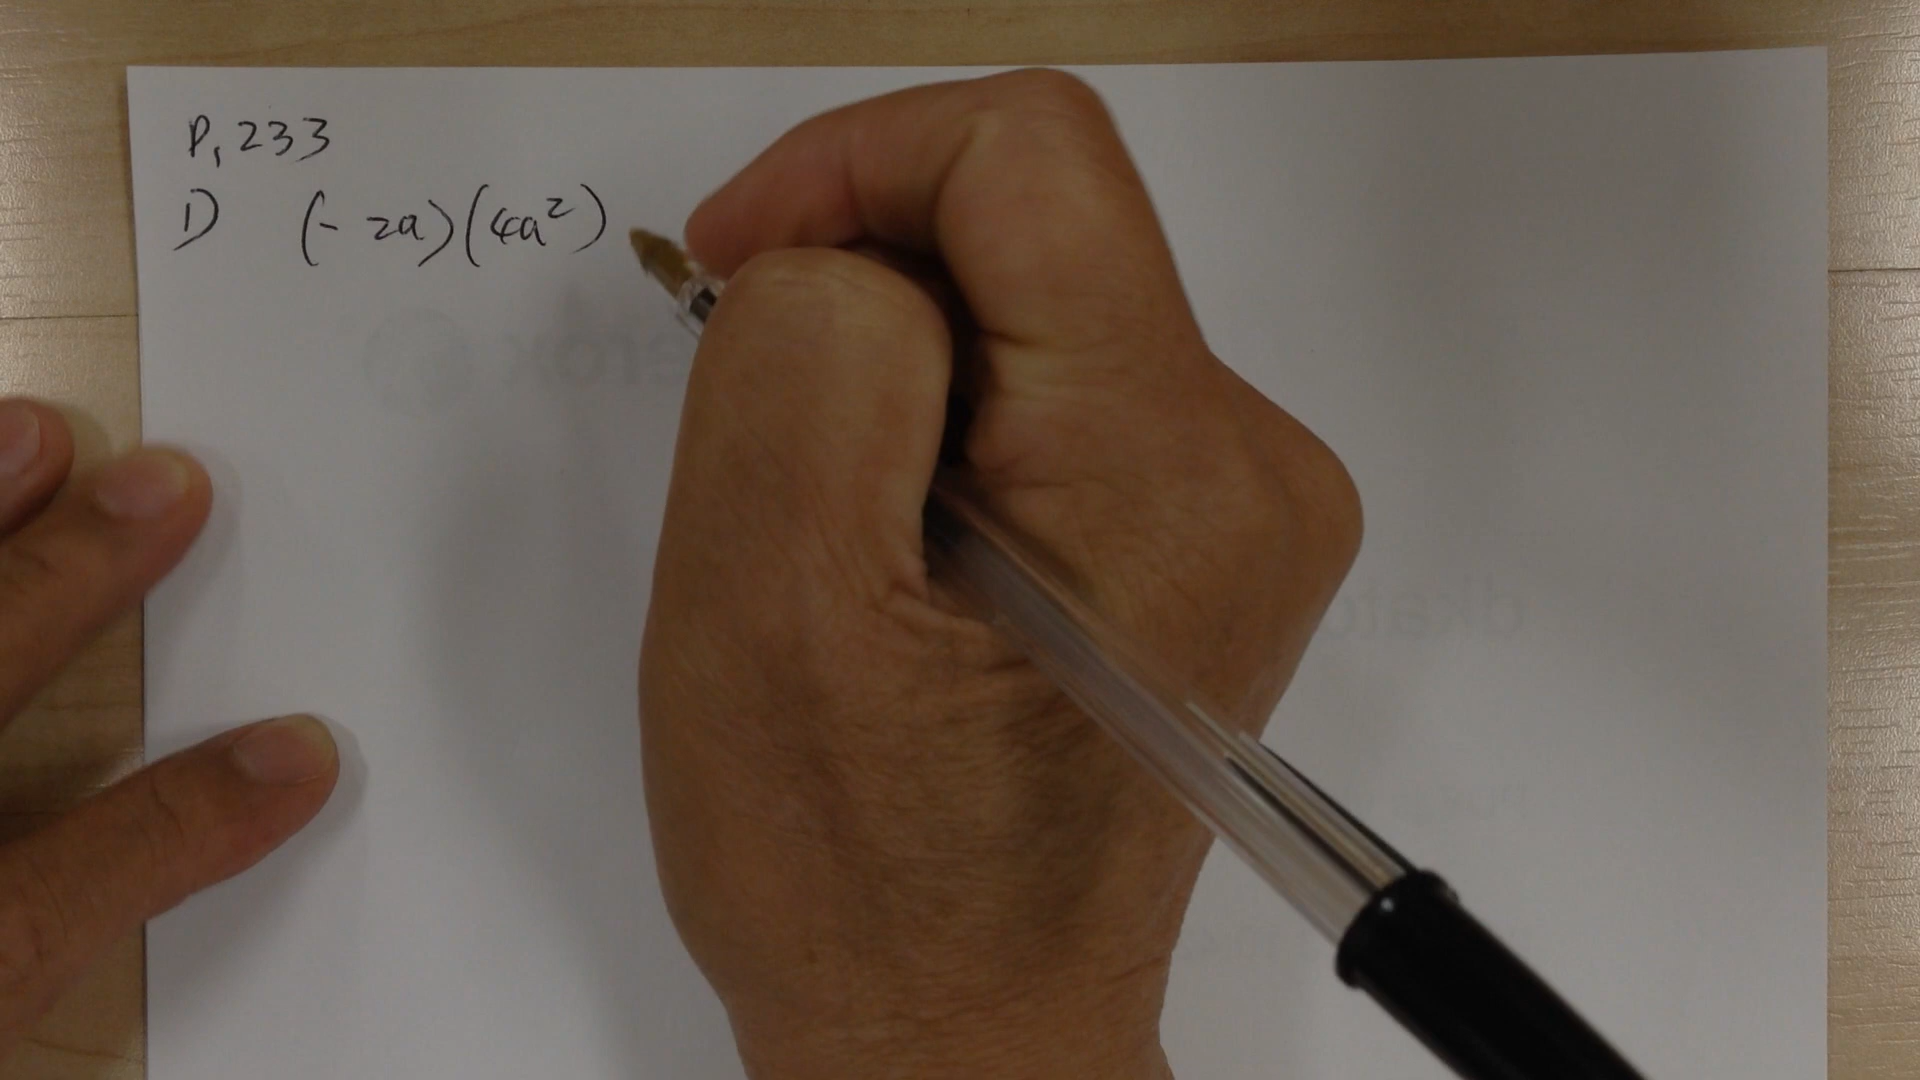 P. 233
1) (- 2a)(4a²)